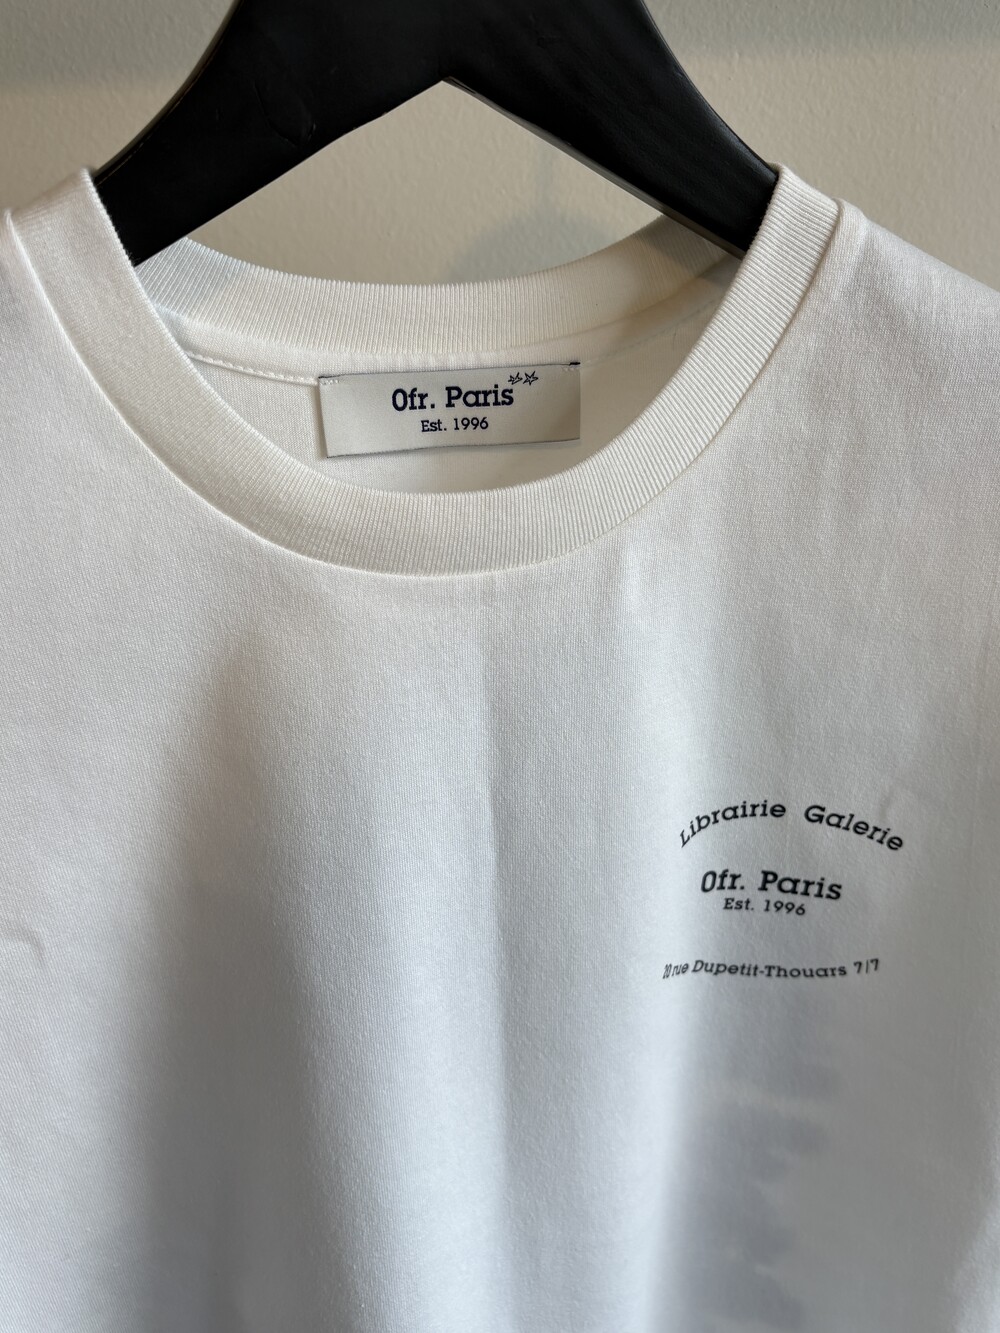 0fr. Paris
Est. 1996
Librairie Galerie
0fr. Paris
Est. 1996
20 rue Dupetit-Thouars 7|7